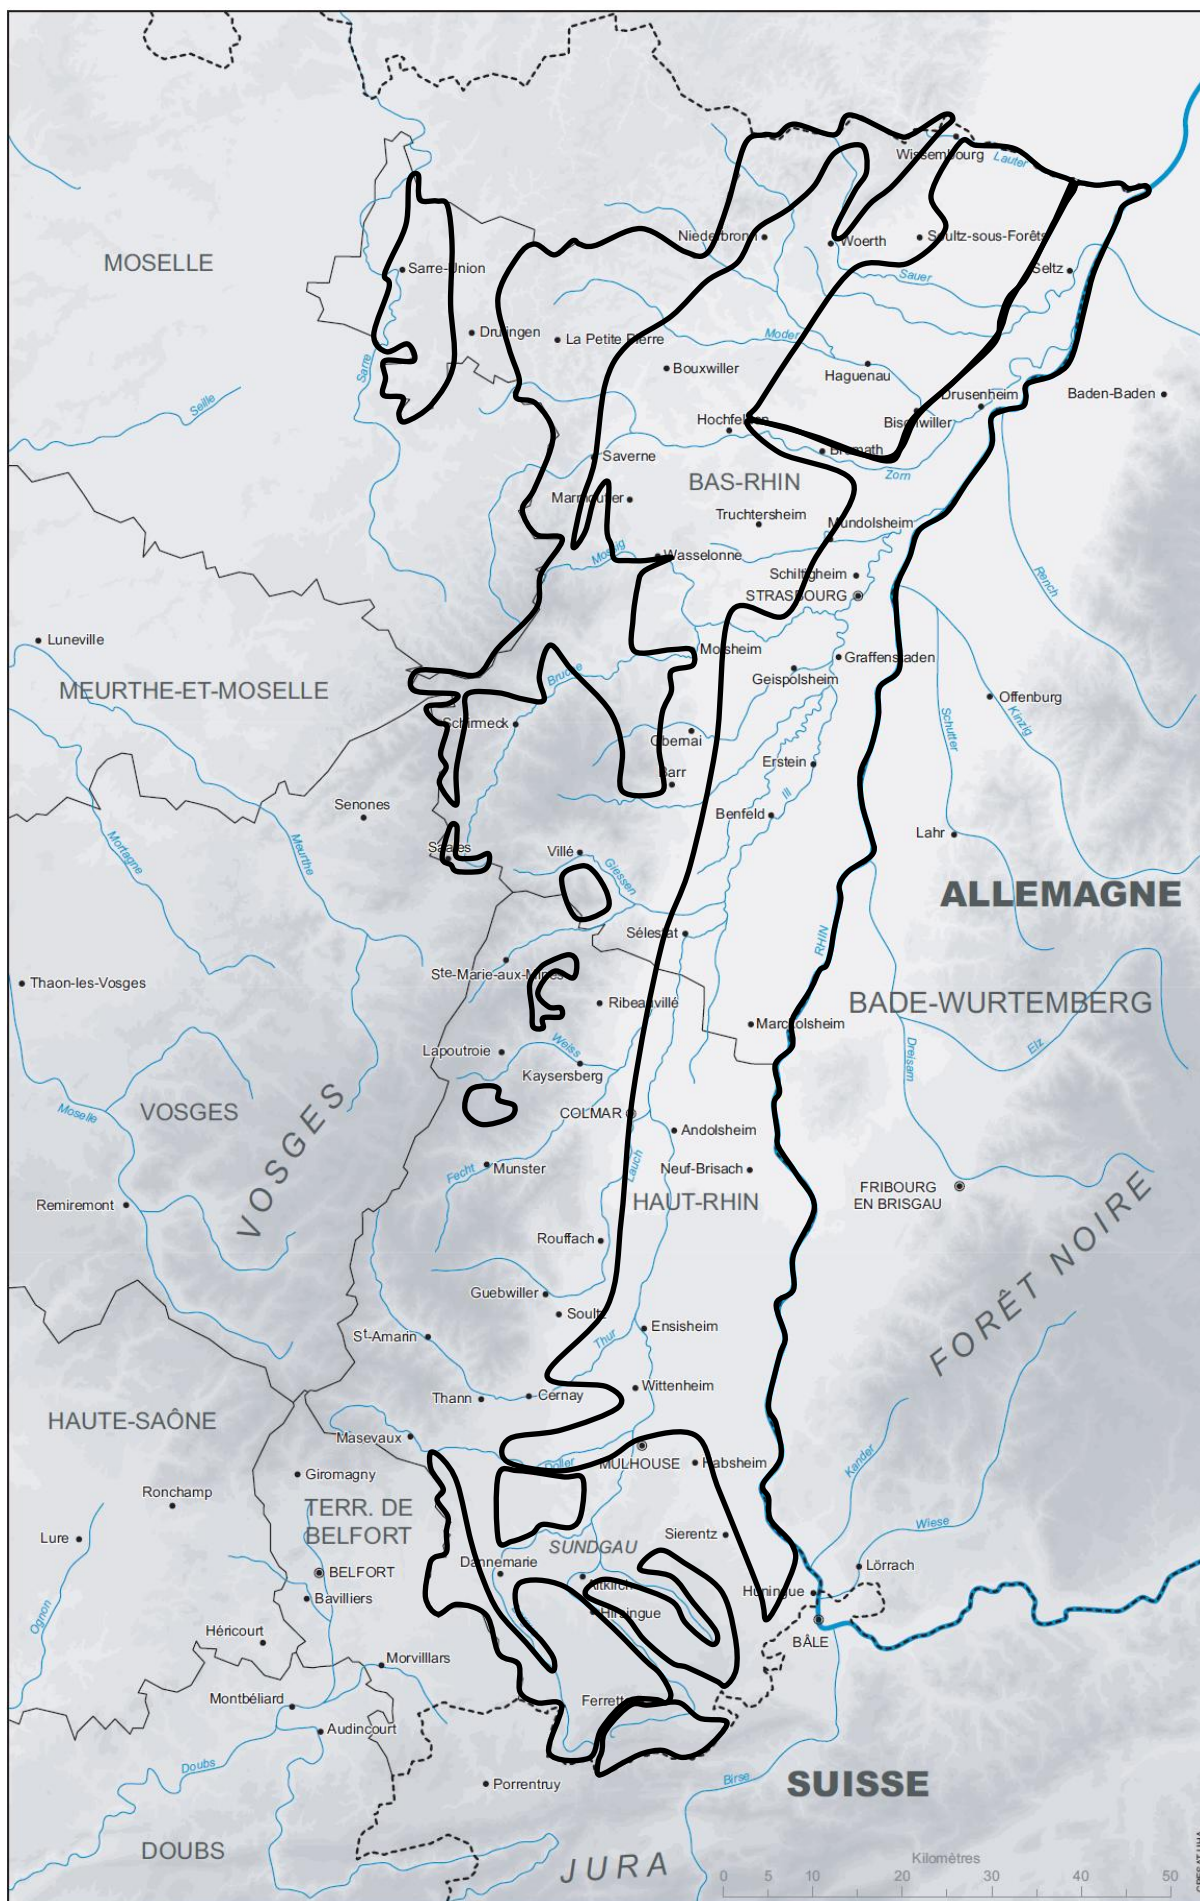 Wissembourg
Lauter
MOSELLE
Niederbronn
Woerth
Soultz-sous-Forêts
Sarre-Union
Sauer
Seltz
Drulingen
La Petite Pierre
Moder
Sarre
Bouxwiller
Haguenau
Drusenheim
Baden-Baden
Seille
Hochfelden
Bischwiller
Brumath
Saverne
Zorn
BAS-RHIN
Marmoutier
Truchtersheim
Mundolsheim
Mossig
Wasselonne
Schiltigheim
Rench
STRASBOURG
Luneville
Molsheim
Graffenstaden
Bruche
Geispolsheim
MEURTHE-ET-MOSELLE
Offenburg
Schirmeck
Schutter
Kinzig
Obernai
Erstein
Barr
Ill
Senones
Benfeld
Lahr
Mortagne
Meurthe
Saales
Villé
Giessen
ALLEMAGNE
Sélestat
RHIN
Ste-Marie-aux-Mines
Thaon-les-Vosges
Ribeauvillé
BADE-WURTEMBERG
Marckolsheim
Weiss
Lapoutroie
Elz
Dreisam
Kaysersberg
VOSGES
Moselle
VOSGES
COLMAR
Andolsheim
Fecht
Munster
Lauch
Neuf-Brisach
FRIBOURG
EN BRISGAU
HAUT-RHIN
Remiremont
Rouffach
FORÊT NOIRE
Guebwiller
Soultz
St-Amarin
Thur
Ensisheim
Thann
Cernay
Wittenheim
HAUTE-SAÔNE
Masevaux
Doller
MULHOUSE
Habsheim
Kander
Giromagny
Ronchamp
TERR. DE
BELFORT
Wiese
Lure
SUNDGAU
Sierentz
Dannemarie
Lörrach
BELFORT
Altkirch
Huningue
Bavilliers
Hirsingue
Ognon
BÂLE
Héricourt
Morvilllars
Montbéliard
Ferrette
Audincourt
Doubs
Birse
SUISSE
Porrentruy
DOUBS
JURA
Kilomètres
0 5 10 20 30 40 50